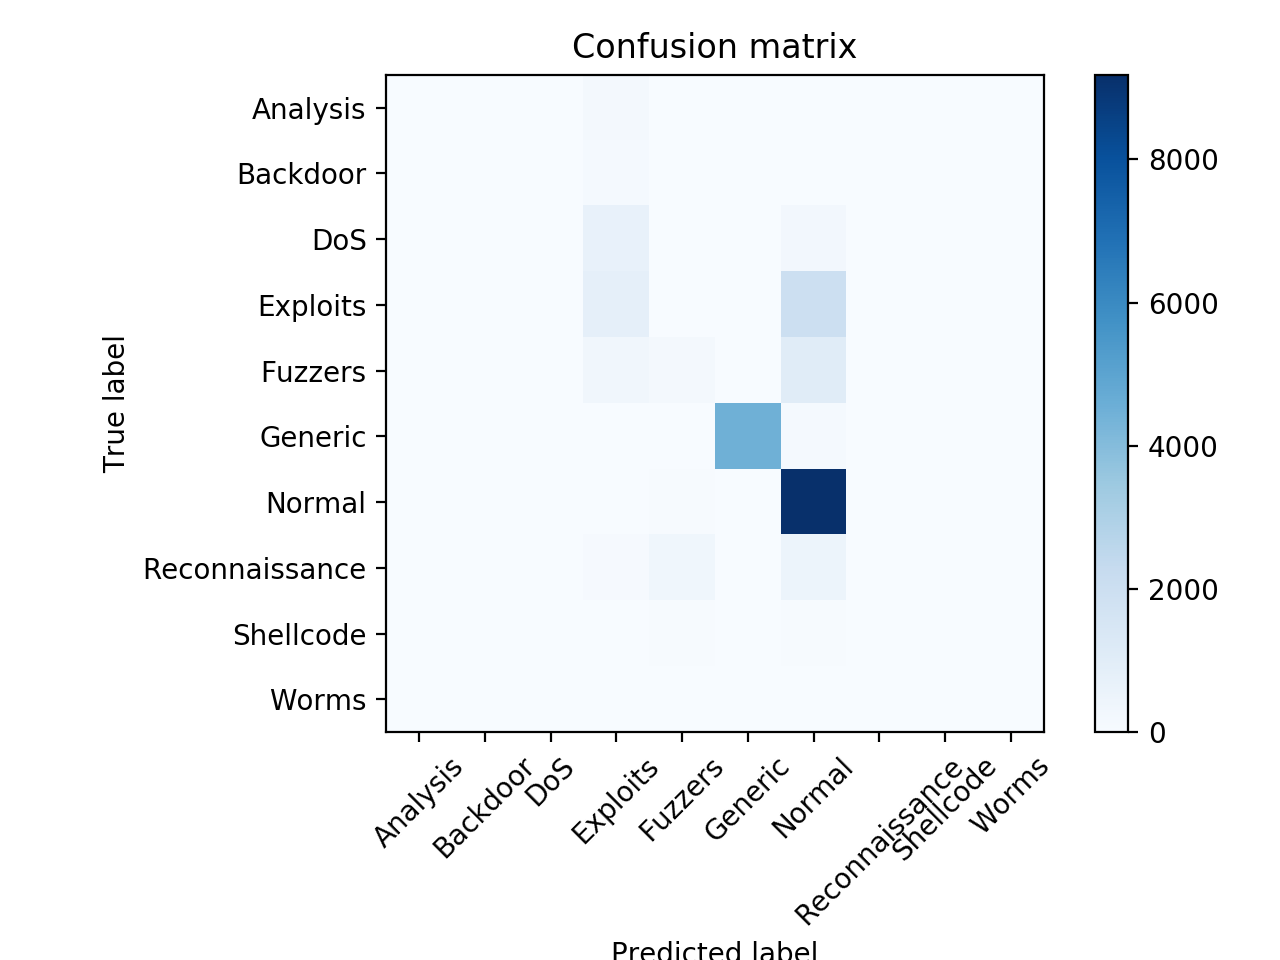 Confusion matrix
True label
Analysis
Backdoor
DoS
Exploits
Fuzzers
Generic
Normal
Reconnaissance
Shellcode
Worms
8000
6000
4000
2000
0
Analysis
Backdoor
DoS
Exploits
Fuzzers
Generic
Normal
Reconnaissance
Shellcode
Worms
Predicted label